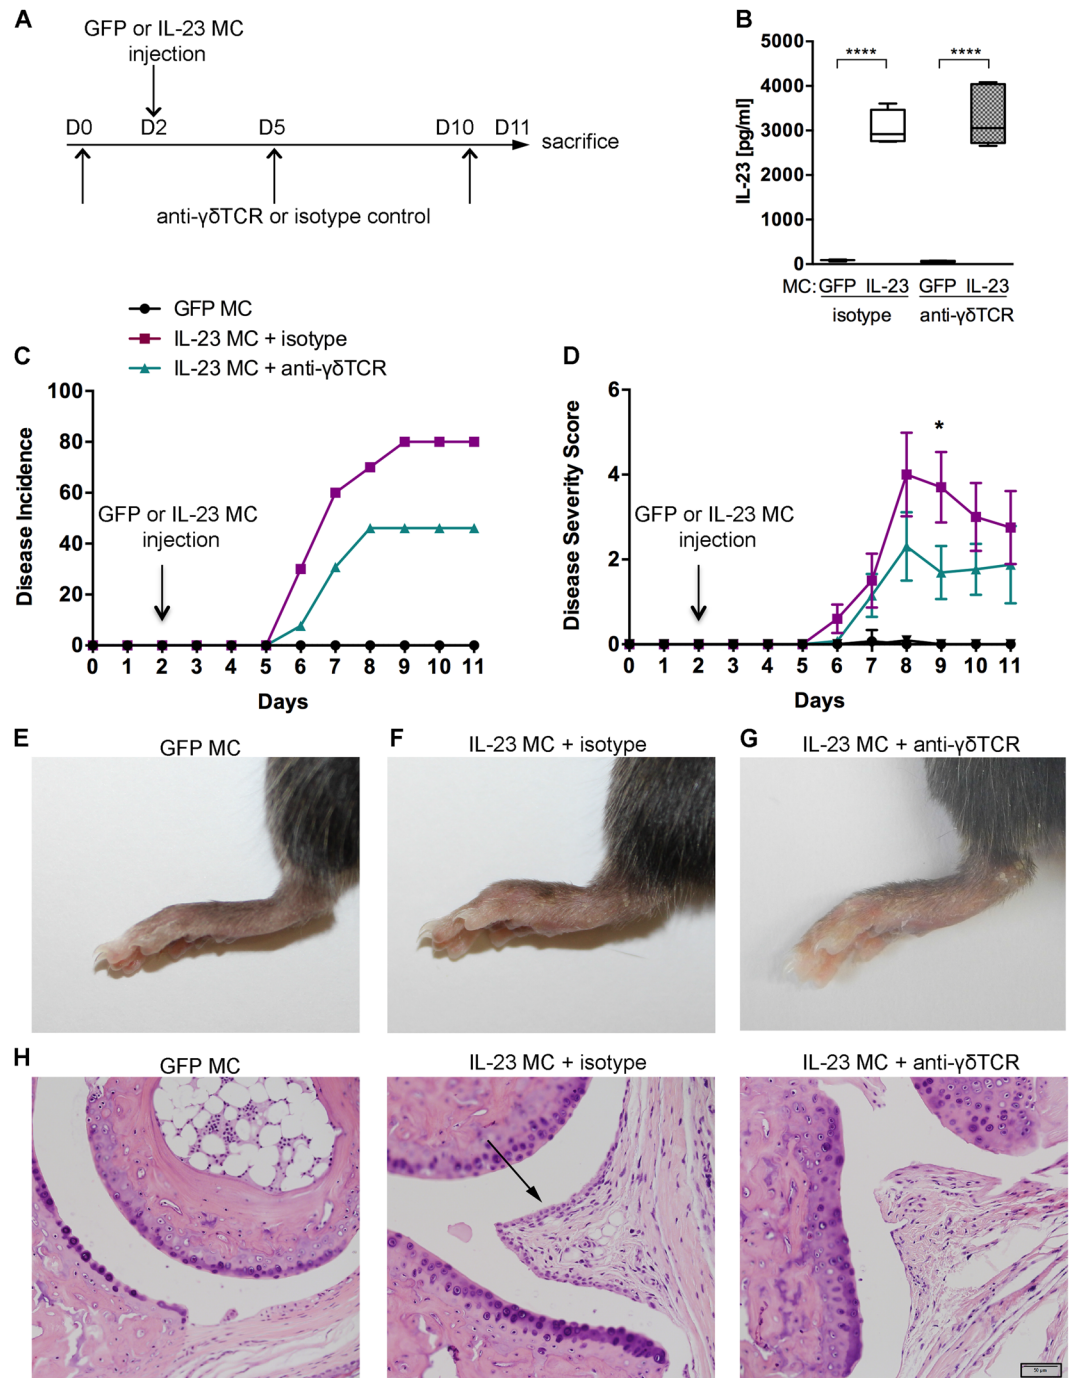 A
GFP or IL-23 MC
injection
D0 D2 D5 D10 D11
sacrifice
anti-γδTCR or isotype control
B
5000
4000
3000
2000
1000
0
IL-23 [pg/ml]
**** ****
MC: GFP IL-23 GFP IL-23
isotype anti-γδTCR
GFP MC
IL-23 MC + isotype
IL-23 MC + anti-γδTCR
C
100
80
60
40
20
0
Disease Incidence
GFP or IL-23 MC
injection
0 1 2 3 4 5 6 7 8 9 10 11
Days
D
6
4
2
0
Disease Severity Score
*
GFP or IL-23 MC
injection
0 1 2 3 4 5 6 7 8 9 10 11
Days
E
GFP MC
F
IL-23 MC + isotype
G
IL-23 MC + anti-γδTCR
H
GFP MC
IL-23 MC + isotype
IL-23 MC + anti-γδTCR
50 µm